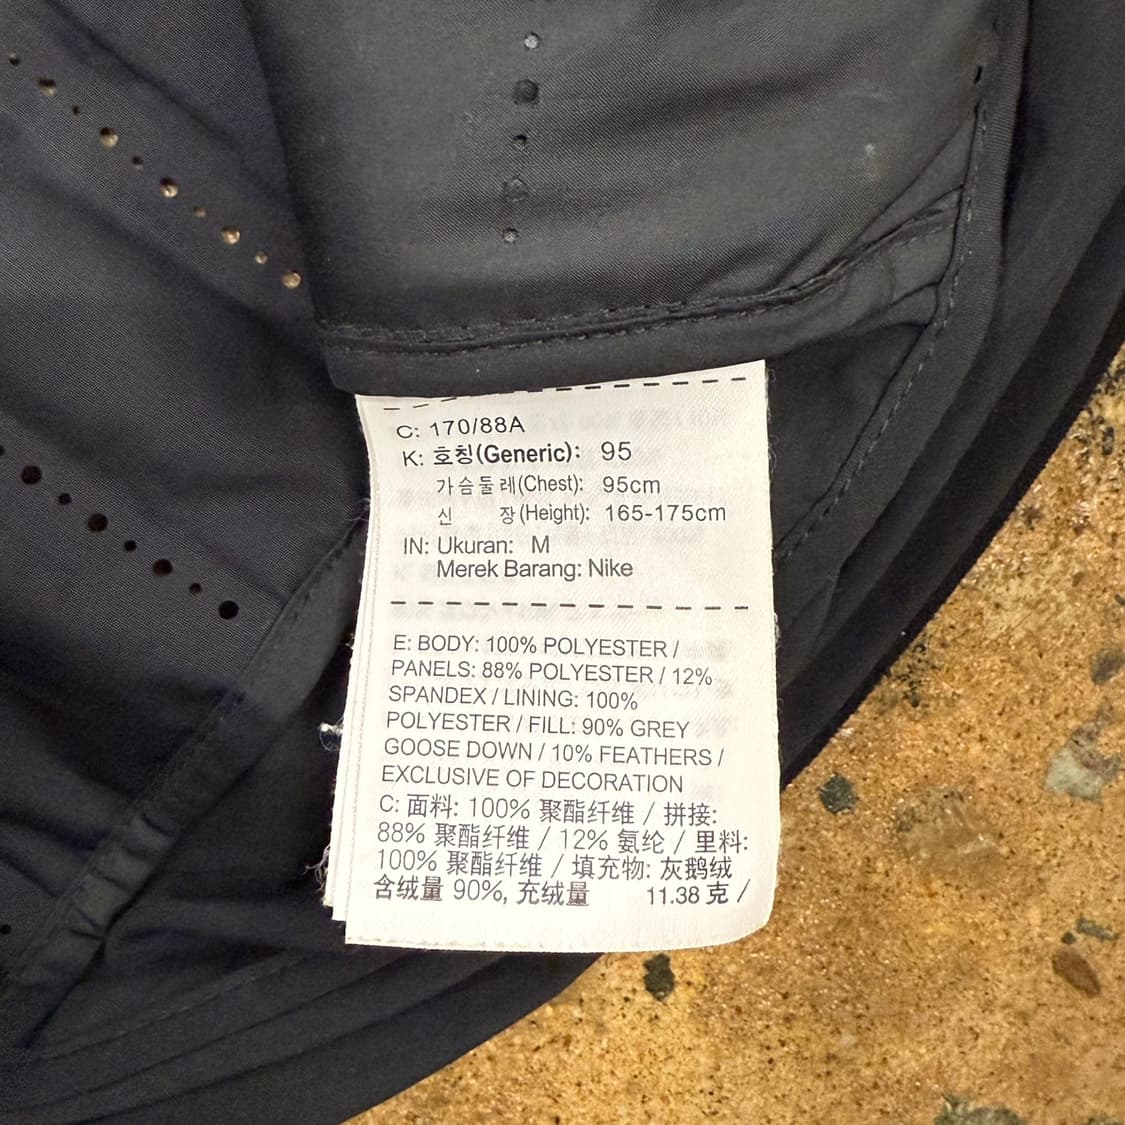 C: 170/88A
K: 호칭(Generic): 95
가슴둘레(Chest): 95cm
신 장(Height): 165-175cm
IN: Ukuran: M
Merek Barang: Nike
E: BODY: 100% POLYESTER /
PANELS: 88% POLYESTER / 12%
SPANDEX / LINING: 100%
POLYESTER / FILL: 90% GREY
GOOSE DOWN / 10% FEATHERS /
EXCLUSIVE OF DECORATION
C: 面料: 100% 聚酯纤维 / 拼接:
88% 聚酯纤维 / 12% 氨纶 / 里料:
100% 聚酯纤维 / 填充物: 灰鹅绒
含绒量 90%, 充绒量 11.38 克 /